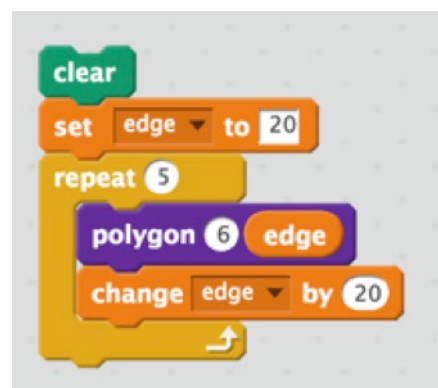 clear
set edge to 20
repeat 5
polygon 6 edge
change edge by 20